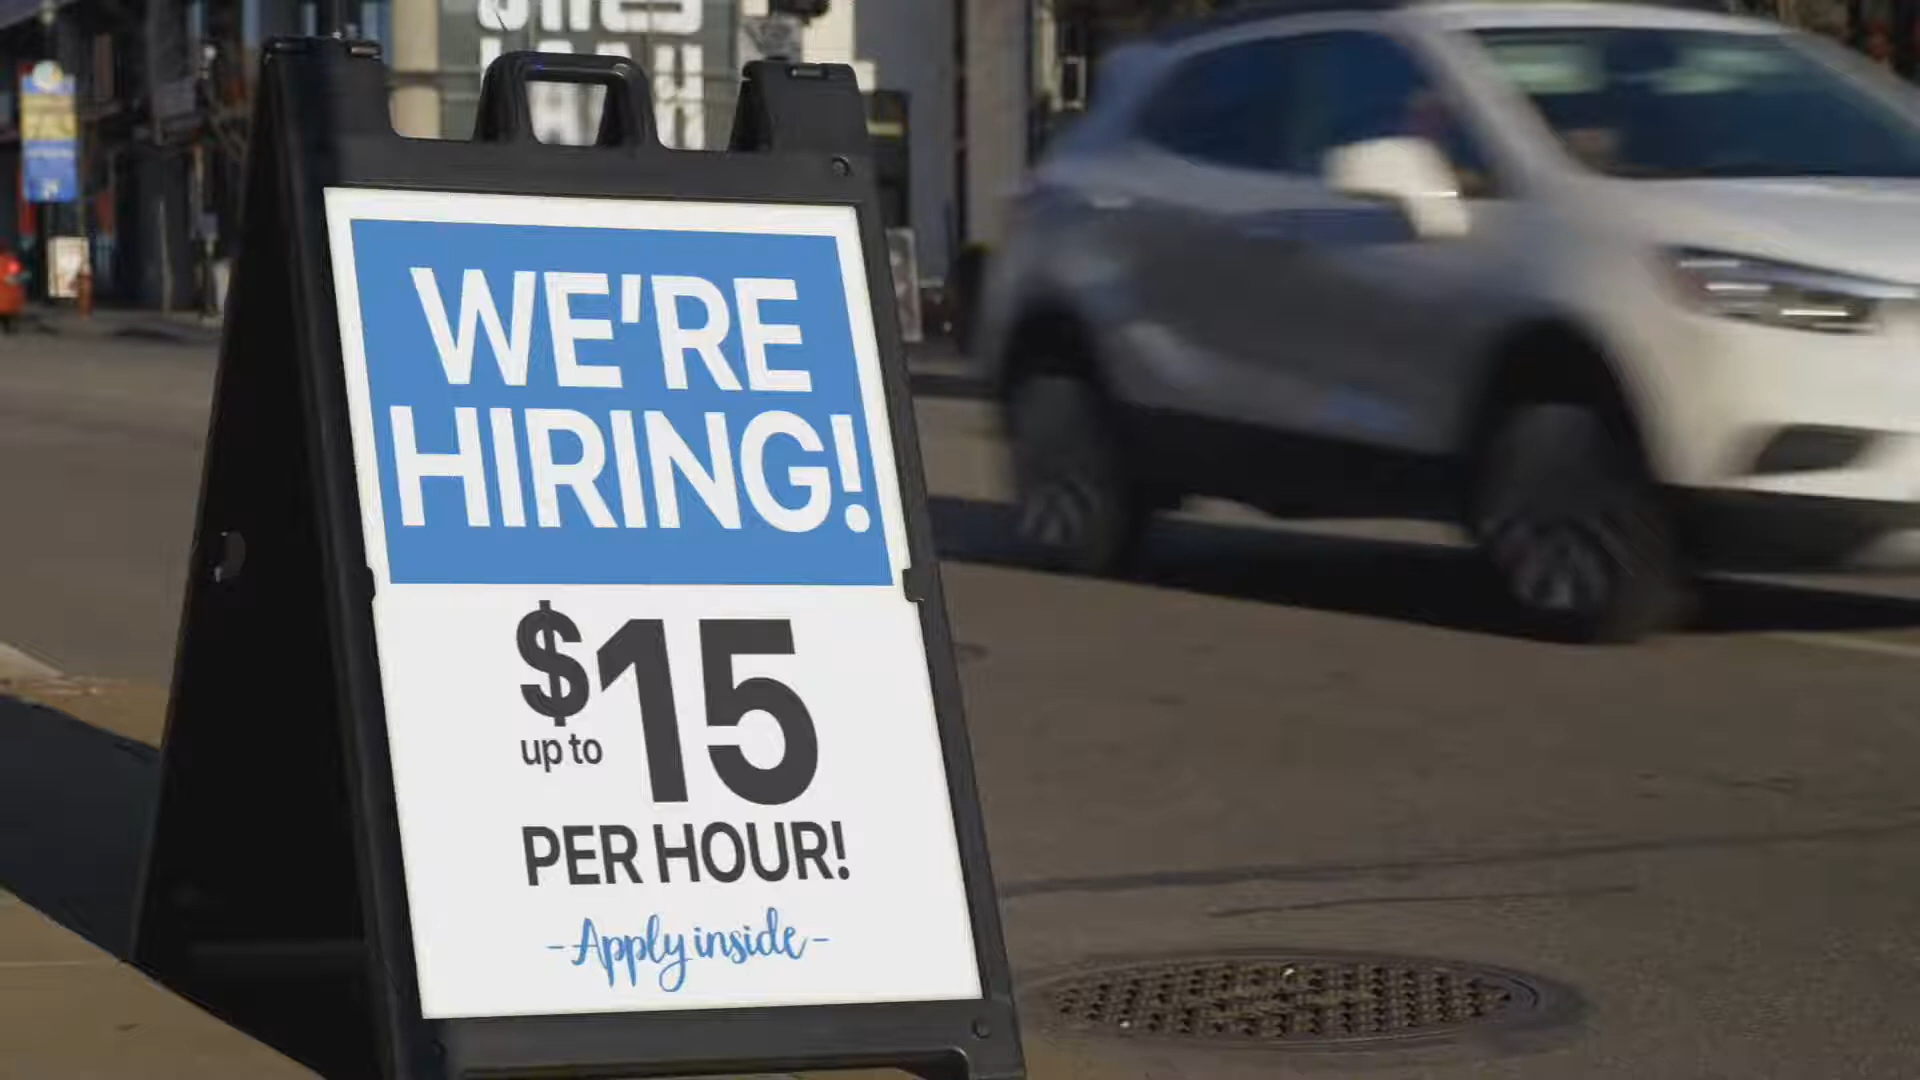 WE'RE
HIRING!
$15
up to
PER HOUR!
-Apply inside-